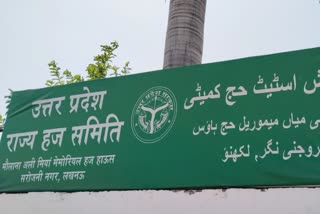 उत्तर प्रदेश
राज्य हज समिति
मौलाना अली मियां मेमोरियल हज हाउस
सरोजनी नगर, लखनऊ
اسٹیٹ حج کمیٹی
میاں میموریل حج ہاؤس
سروجنی نگر، لکھنؤ